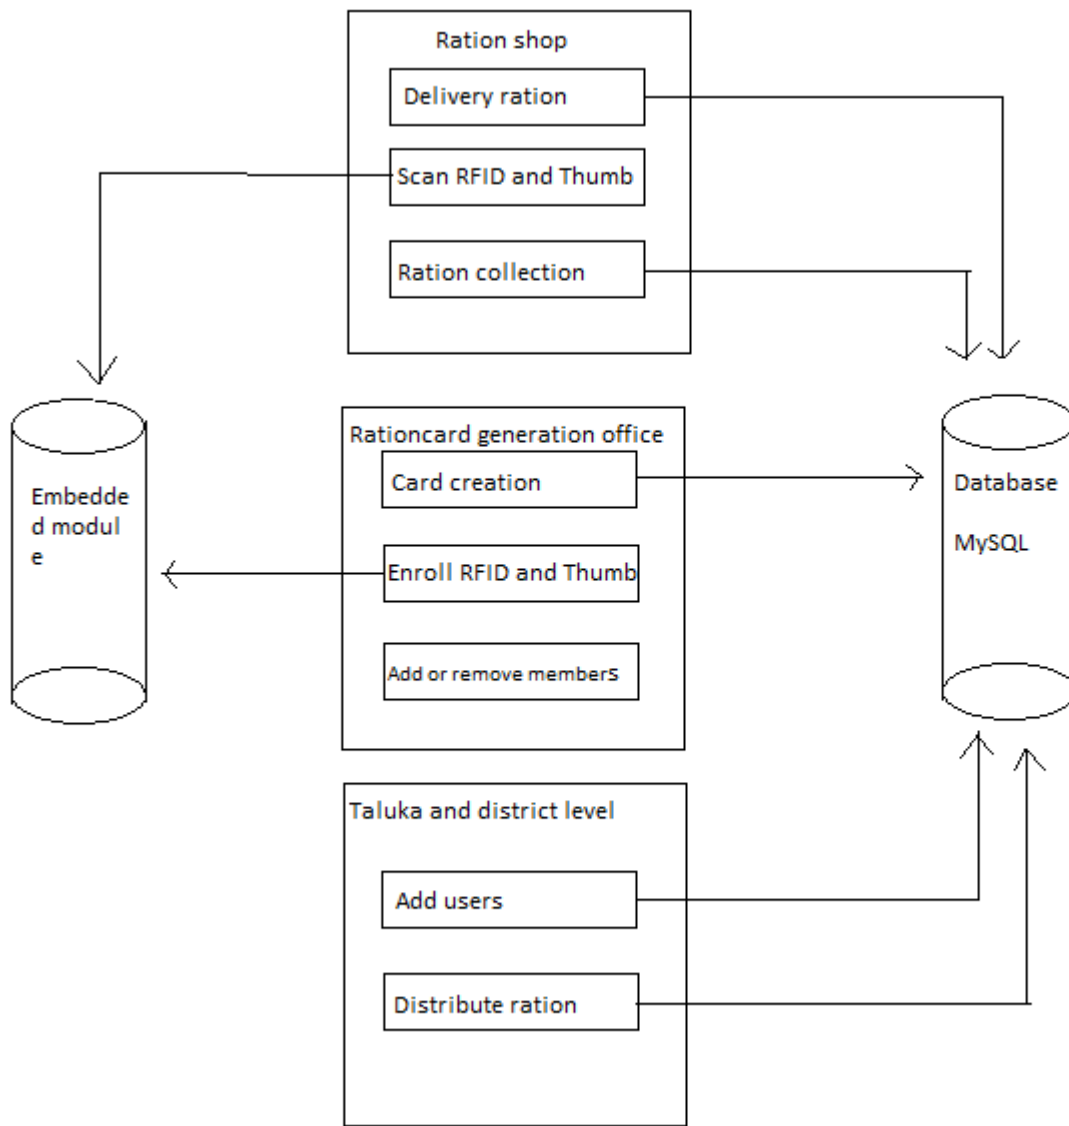 Ration shop
Delivery ration
Scan RFID and Thumb
Ration collection
Embedde
d modul
e
Rationcard generation office
Card creation
Enroll RFID and Thumb
Add or remove members
Database
MySQL
Taluka and district level
Add users
Distribute ration